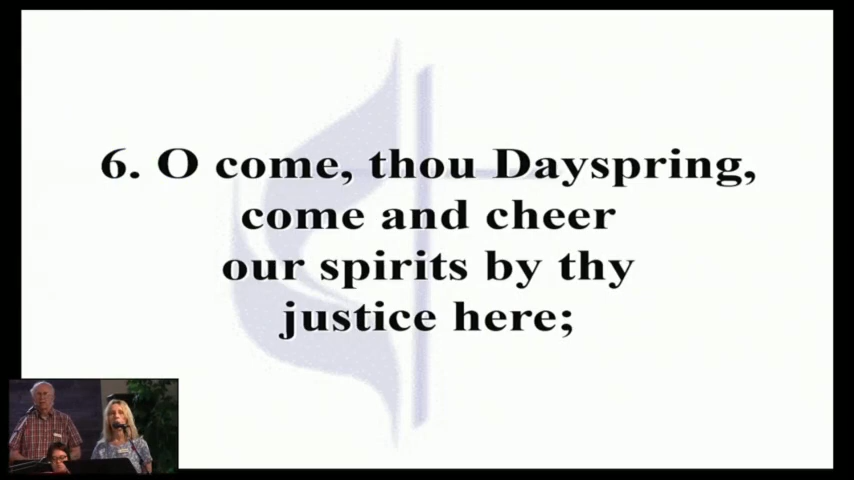 6. O come, thou Dayspring,
come and cheer
our spirits by thy
justice here;